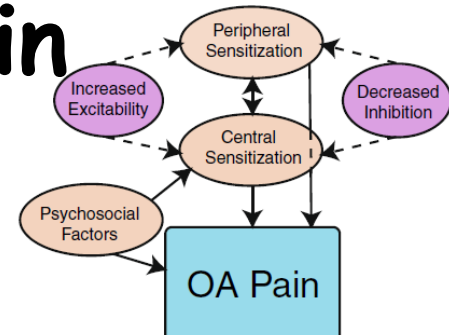 in
Peripheral
Sensitization
Increased
Excitability
Decreased
Inhibition
Central
Sensitization
Psychosocial
Factors
OA Pain